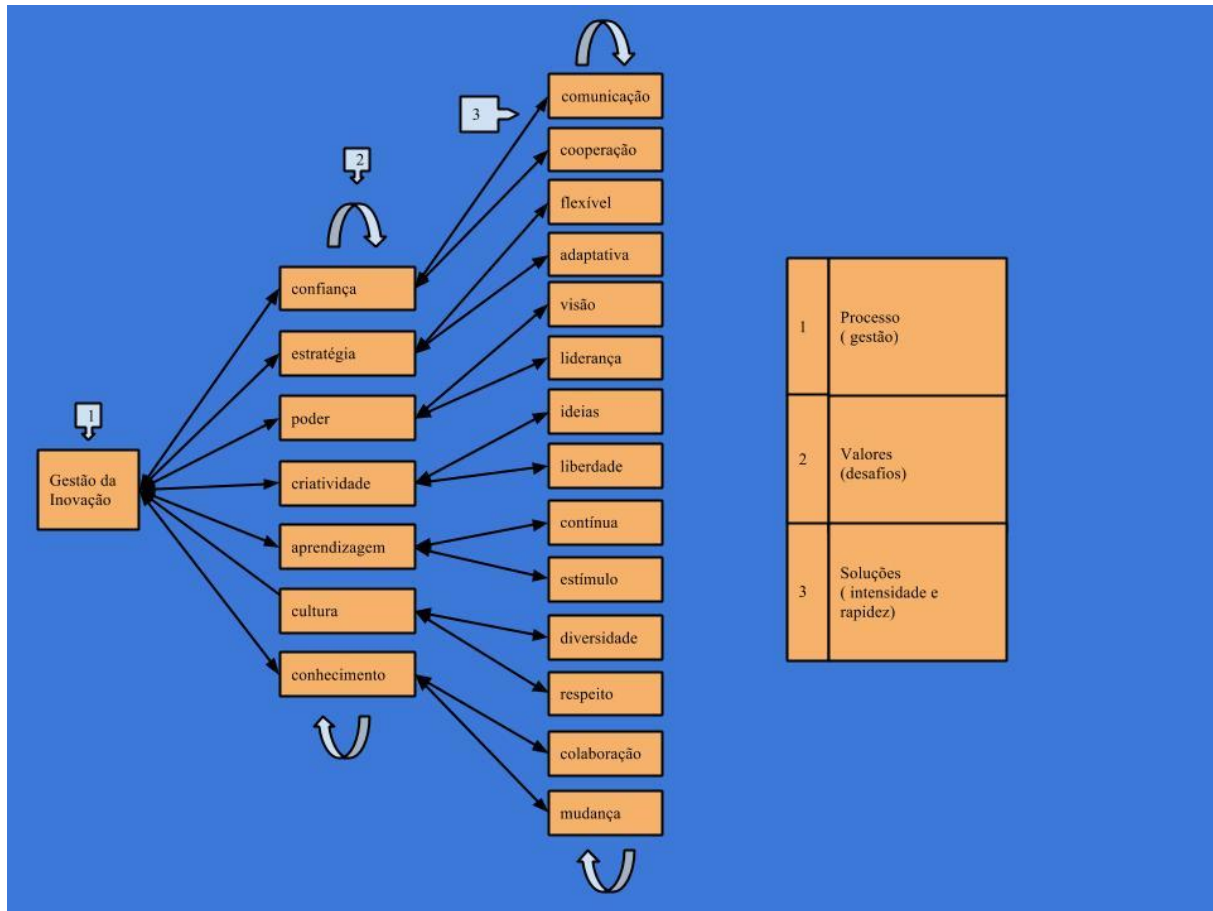 1
Gestão da
Inovação
2
confiança
estratégia
poder
criatividade
aprendizagem
cultura
conhecimento
3
comunicação
cooperação
flexível
adaptativa
visão
liderança
ideias
liberdade
contínua
estímulo
diversidade
respeito
colaboração
mudança
1
Processo
( gestão)
2
Valores
(desafios)
3
Soluções
( intensidade e
rapidez)